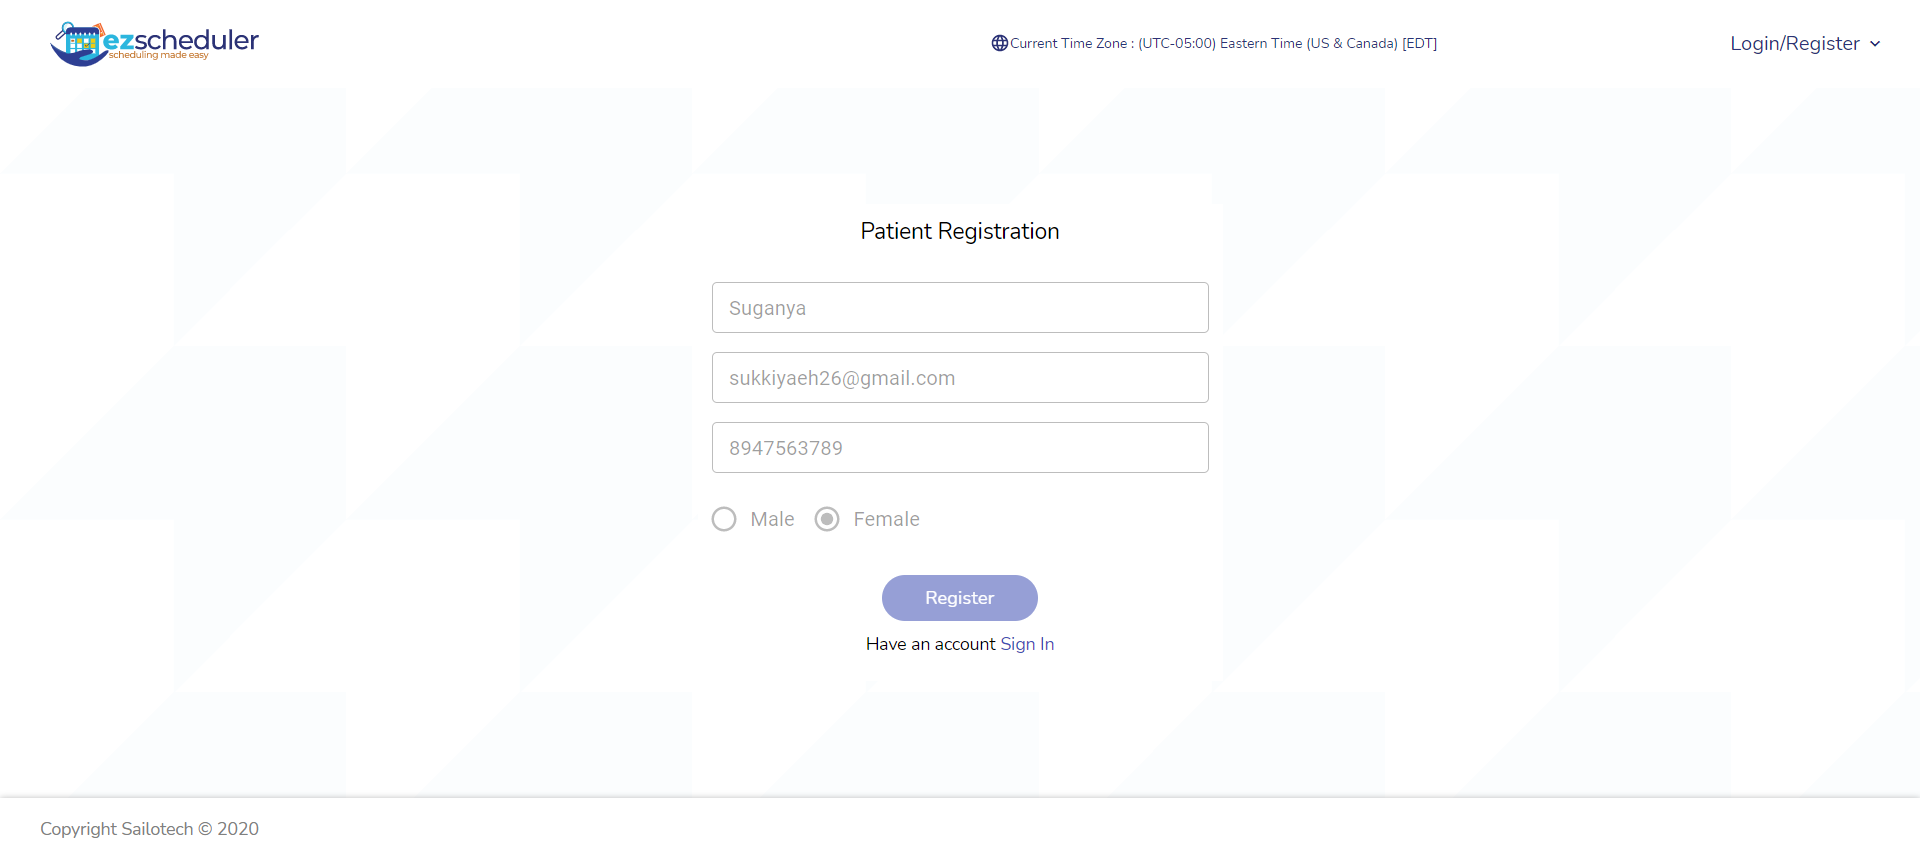 ezscheduler
scheduling made easy
Current Time Zone : (UTC-05:00) Eastern Time (US & Canada) [EDT]
Login/Register
Patient Registration
Suganya
sukkiyaeh26@gmail.com
8947563789
Male Female
Register
Have an account Sign In
Copyright Sailotech © 2020